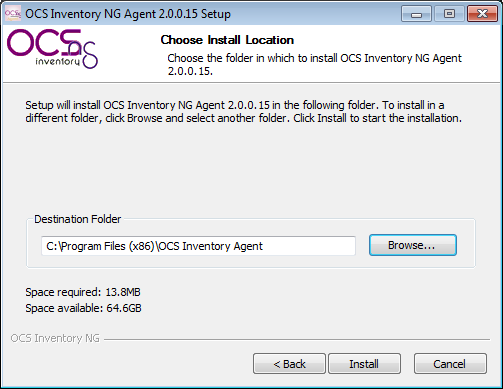 OCS Inventory NG Agent 2.0.0.15 Setup
OCSng
inventory
Choose Install Location
Choose the folder in which to install OCS Inventory NG Agent
2.0.0.15.
Setup will install OCS Inventory NG Agent 2.0.0.15 in the following folder. To install in a
different folder, click Browse and select another folder. Click Install to start the installation.
Destination Folder
C:\Program Files (x86)\OCS Inventory Agent
Browse...
Space required: 13.8MB
Space available: 64.6GB
OCS Inventory NG
< Back
Install
Cancel